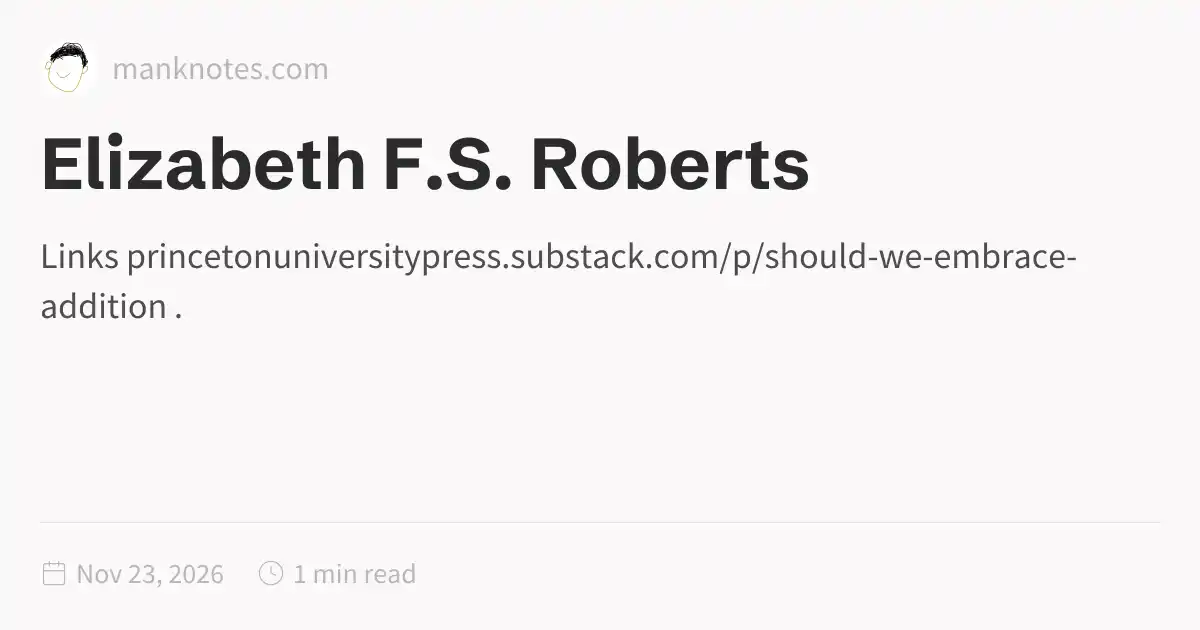 manknotes.com
Elizabeth F.S. Roberts
Links princetonuniversitypress.substack.com/p/should-we-embrace-
addition .
Nov 23, 2026 1 min read